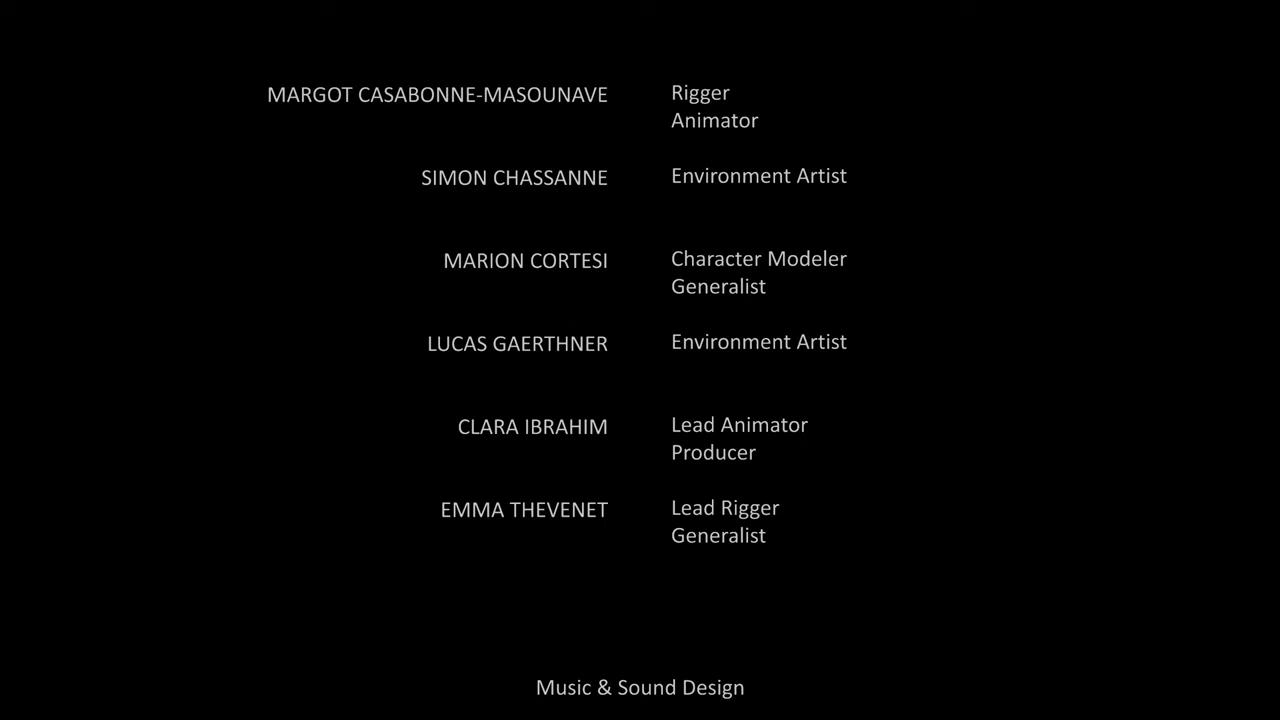 MARGOT CASABONNE-MASOUNAVE Rigger
Animator
SIMON CHASSANNE Environment Artist
MARION CORTESI Character Modeler
Generalist
LUCAS GAERTHNER Environment Artist
CLARA IBRAHIM Lead Animator
Producer
EMMA THEVENET Lead Rigger
Generalist
Music & Sound Design